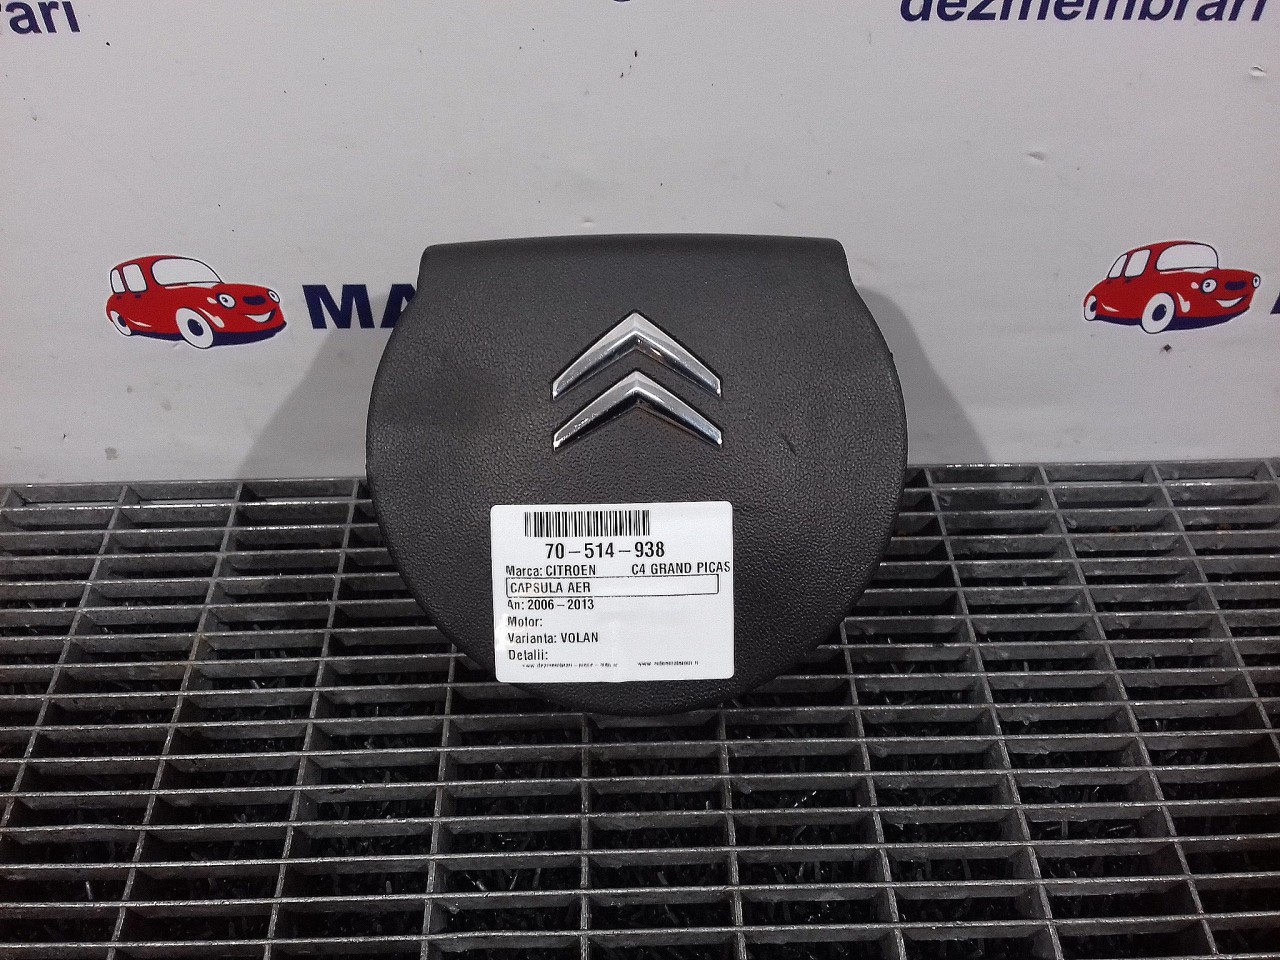 rari
dezmembrari
MA
70-514-938
Marca: CITROEN C4 GRAND PICAS
CAPSULA AER
An: 2006-2013
Motor:
Varianta: VOLAN
Detalii: